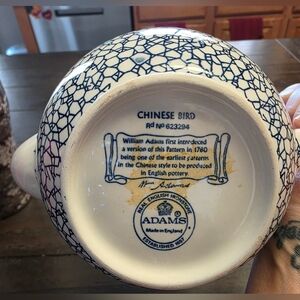 CHINESE BIRD
Rd No 623294
William Adams first introduced
a version of this Pattern in 1780
being one of the earliest patterns
in the Chinese style to be produced
in English pottery.
Wm Adams
REAL ENGLISH IRONSTONE
ADAMS
Made in England
ESTABLISHED 1657